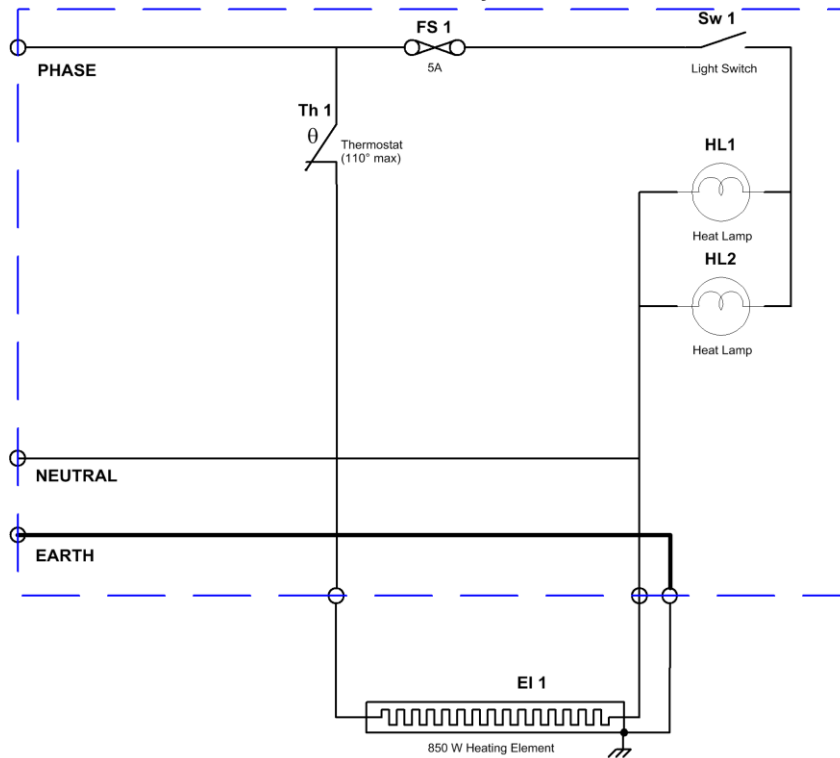 FS 1
Sw 1
PHASE
5A
Light Switch
Th 1
θ
Thermostat
(110° max)
HL1
Heat Lamp
HL2
Heat Lamp
NEUTRAL
EARTH
El 1
850 W Heating Element